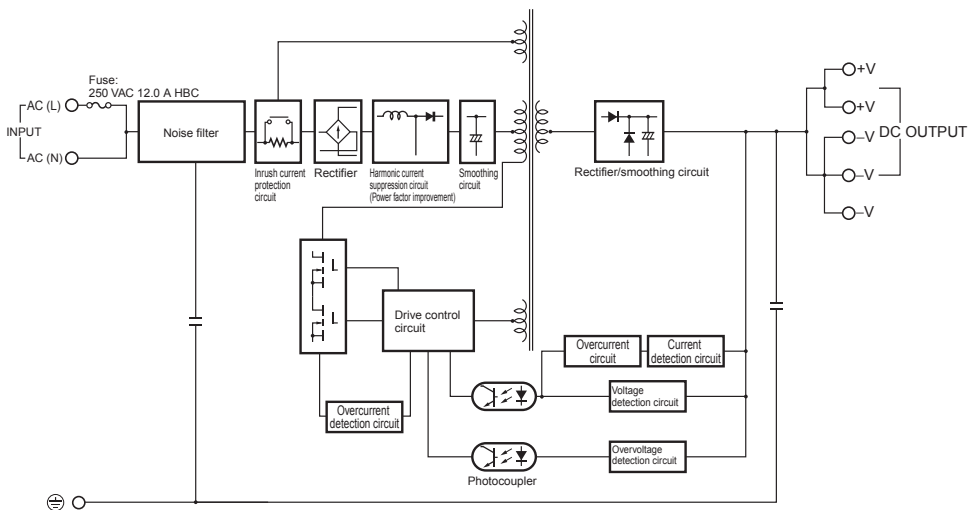 Fuse:
250 VAC 12.0 A HBC
AC (L)
INPUT
AC (N)
Noise filter
Inrush current
protection
circuit
Rectifier
Harmonic current
suppression circuit
(Power factor improvement)
Smoothing
circuit
Rectifier/smoothing circuit
+V
+V
–V
DC OUTPUT
–V
–V
Drive control
circuit
Overcurrent
detection circuit
Overcurrent
circuit
Current
detection circuit
Voltage
detection circuit
Overvoltage
detection circuit
Photocoupler